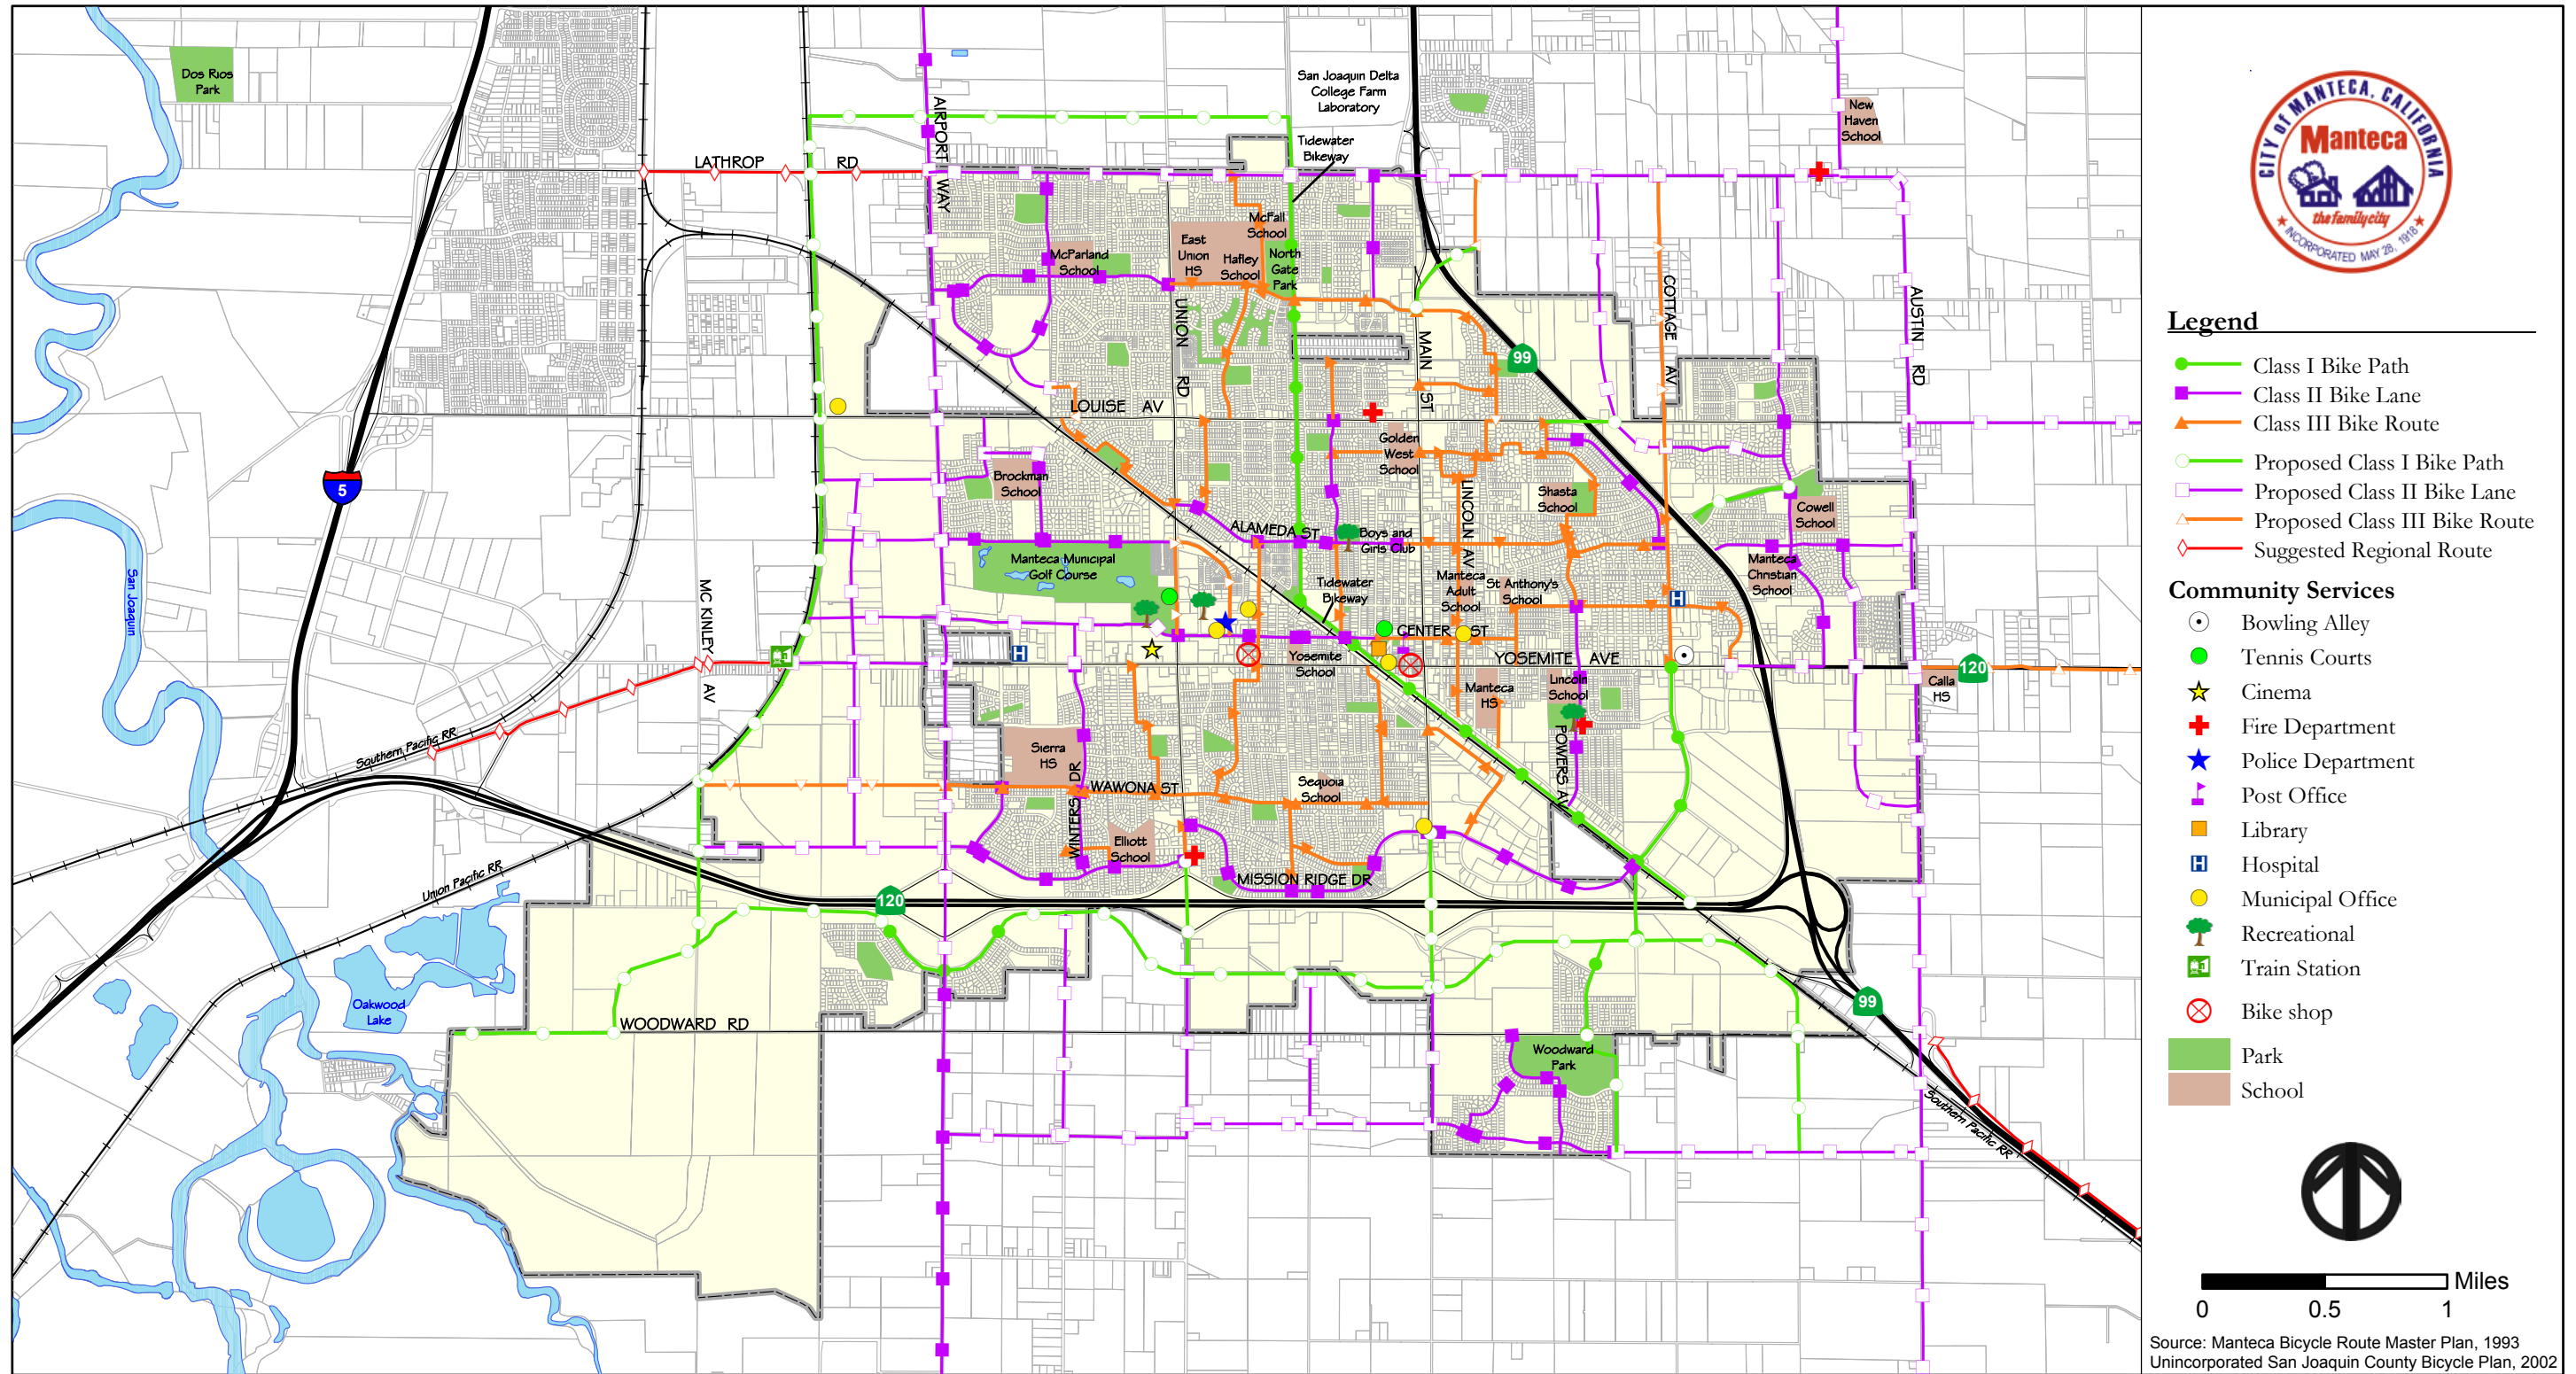 Dos Rios
Park
San Joaquin Delta
College Farm
Laboratory
New
Haven
School
AIRPORT WAY
Tidewater
Bikeway
LATHROP RD
McFall
School
East
Union
HS
Hafley
School
North
Gate
Park
McParland
School
UNION RD
MAIN ST
COTTAGE AV
AUSTIN RD
99
LOUISE AV
Golden
West
School
5
Brockman
School
LINCOLN AV
Shasta
School
Cowell
School
ALAMEDA ST
Boys and
Girls Club
Manteca Municipal
Golf Course
Manteca
Christian
School
San Joaquin
MC KINLEY AV
Tidewater
Bikeway
Manteca
Adult
School
St Anthony's
School
H
CENTER ST
H
Yosemite
School
YOSEMITE AVE
120
Calla
HS
Manteca
HS
Lincoln
School
Southern Pacific RR
Sierra
HS
POWERS AV
WINTERS DR
WAWONA ST
Sequoia
School
Elliott
School
Union Pacific RR
MISSION RIDGE DR
120
Oakwood
Lake
99
WOODWARD RD
Woodward
Park
Southern Pacific RR
CITY OF MANTECA, CALIFORNIA
Manteca
the family city
INCORPORATED MAY 28, 1918
Legend
Class I Bike Path
Class II Bike Lane
Class III Bike Route
Proposed Class I Bike Path
Proposed Class II Bike Lane
Proposed Class III Bike Route
Suggested Regional Route
Community Services
Bowling Alley
Tennis Courts
Cinema
Fire Department
Police Department
Post Office
Library
H Hospital
Municipal Office
Recreational
Train Station
Bike shop
Park
School
Miles
0 0.5 1
Source: Manteca Bicycle Route Master Plan, 1993
Unincorporated San Joaquin County Bicycle Plan, 2002